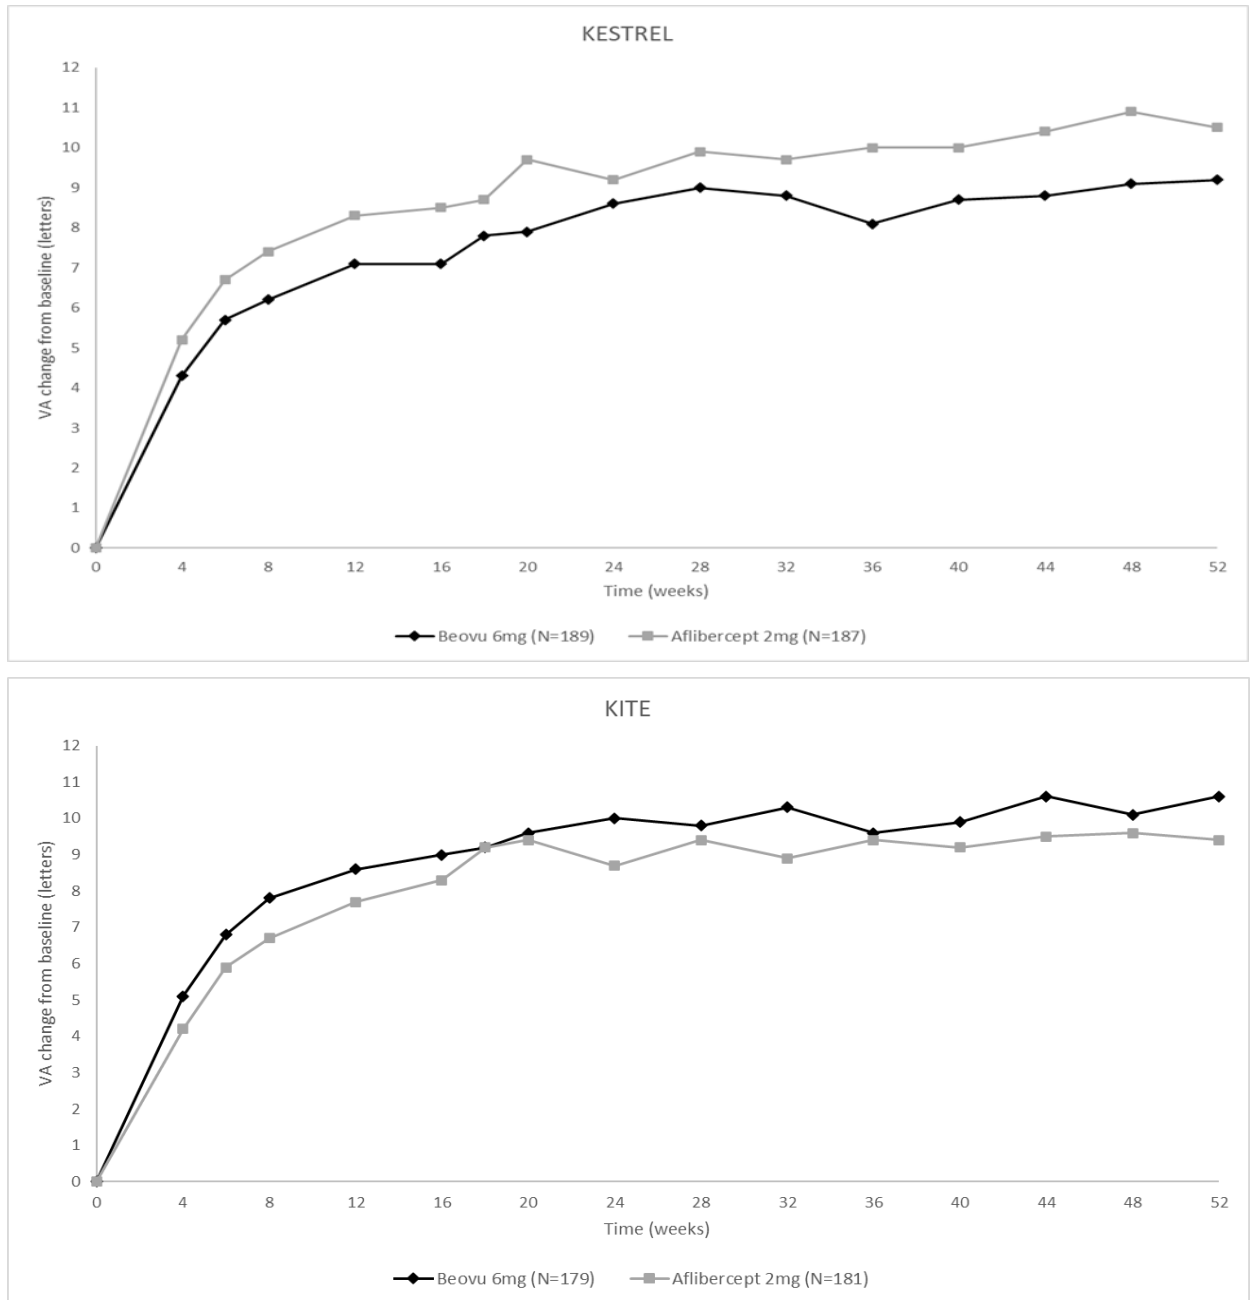 KESTREL
12
11
10
9
8
7
6
5
4
3
2
1
0
VA change from baseline (letters)
0 4 8 12 16 20 24 28 32 36 40 44 48 52
Time (weeks)
Beovu 6mg (N=189) Aflibercept 2mg (N=187)
KITE
12
11
10
9
8
7
6
5
4
3
2
1
0
VA change from baseline (letters)
0 4 8 12 16 20 24 28 32 36 40 44 48 52
Time (weeks)
Beovu 6mg (N=179) Aflibercept 2mg (N=181)